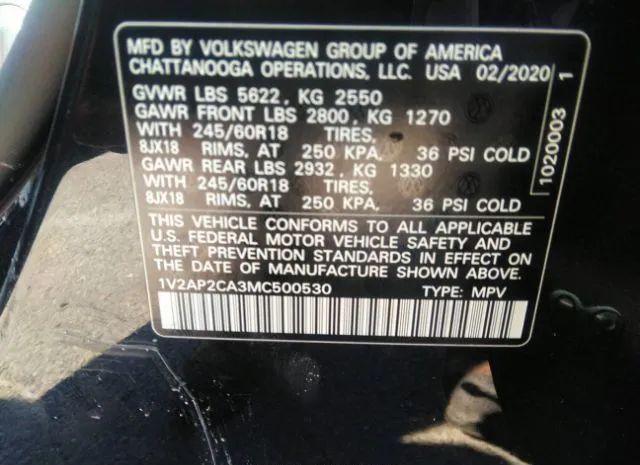 MFD BY VOLKSWAGEN GROUP OF AMERICA
CHATTANOOGA OPERATIONS, LLC. USA 02/2020
GVWR LBS 5622, KG 2550
GAWR FRONT LBS 2800, KG 1270
WITH 245/60R18 TIRES,
8JX18 RIMS, AT 250 KPA, 36 PSI COLD
GAWR REAR LBS 2932, KG 1330
WITH 245/60R18 TIRES,
8JX18 RIMS, AT 250 KPA, 36 PSI COLD
THIS VEHICLE CONFORMS TO ALL APPLICABLE
U.S. FEDERAL MOTOR VEHICLE SAFETY AND
THEFT PREVENTION STANDARDS IN EFFECT ON
THE DATE OF MANUFACTURE SHOWN ABOVE.
1V2AP2CA3MC500530 TYPE: MPV
1020003 1